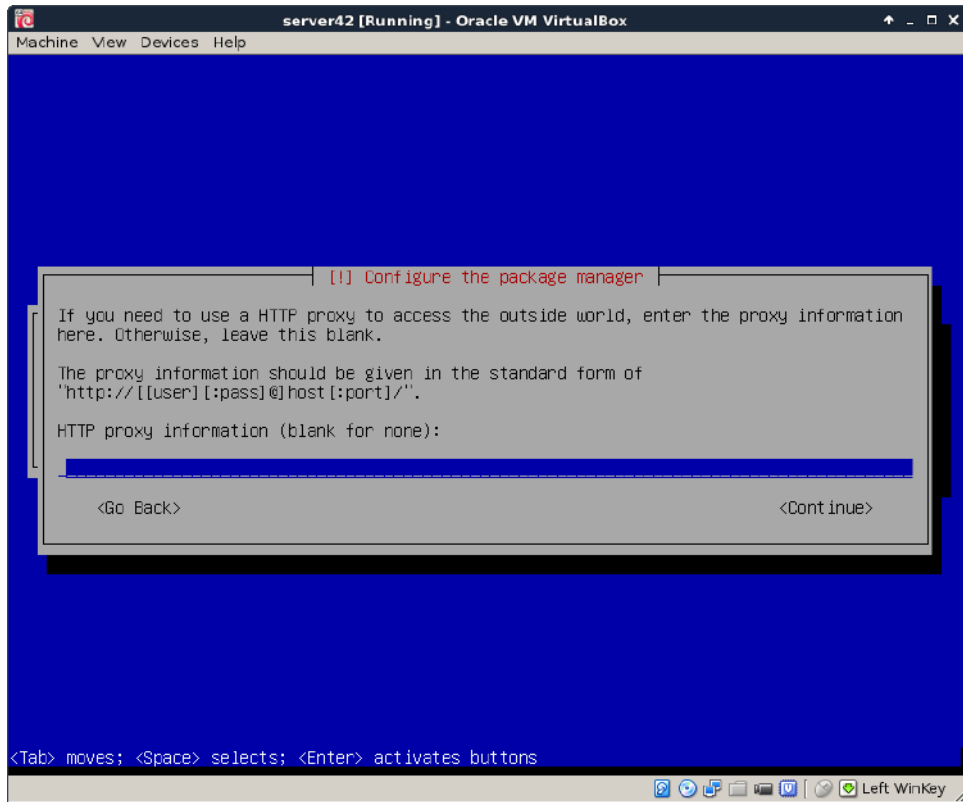 server42 [Running] - Oracle VM VirtualBox
Machine View Devices Help
[!] Configure the package manager
If you need to use a HTTP proxy to access the outside world, enter the proxy information
here. Otherwise, leave this blank.
The proxy information should be given in the standard form of
"http://[[user][:pass]@]host[:port]/".
HTTP proxy information (blank for none):
<Go Back> <Continue>
<Tab> moves; <Space> selects; <Enter> activates buttons
Left WinKey